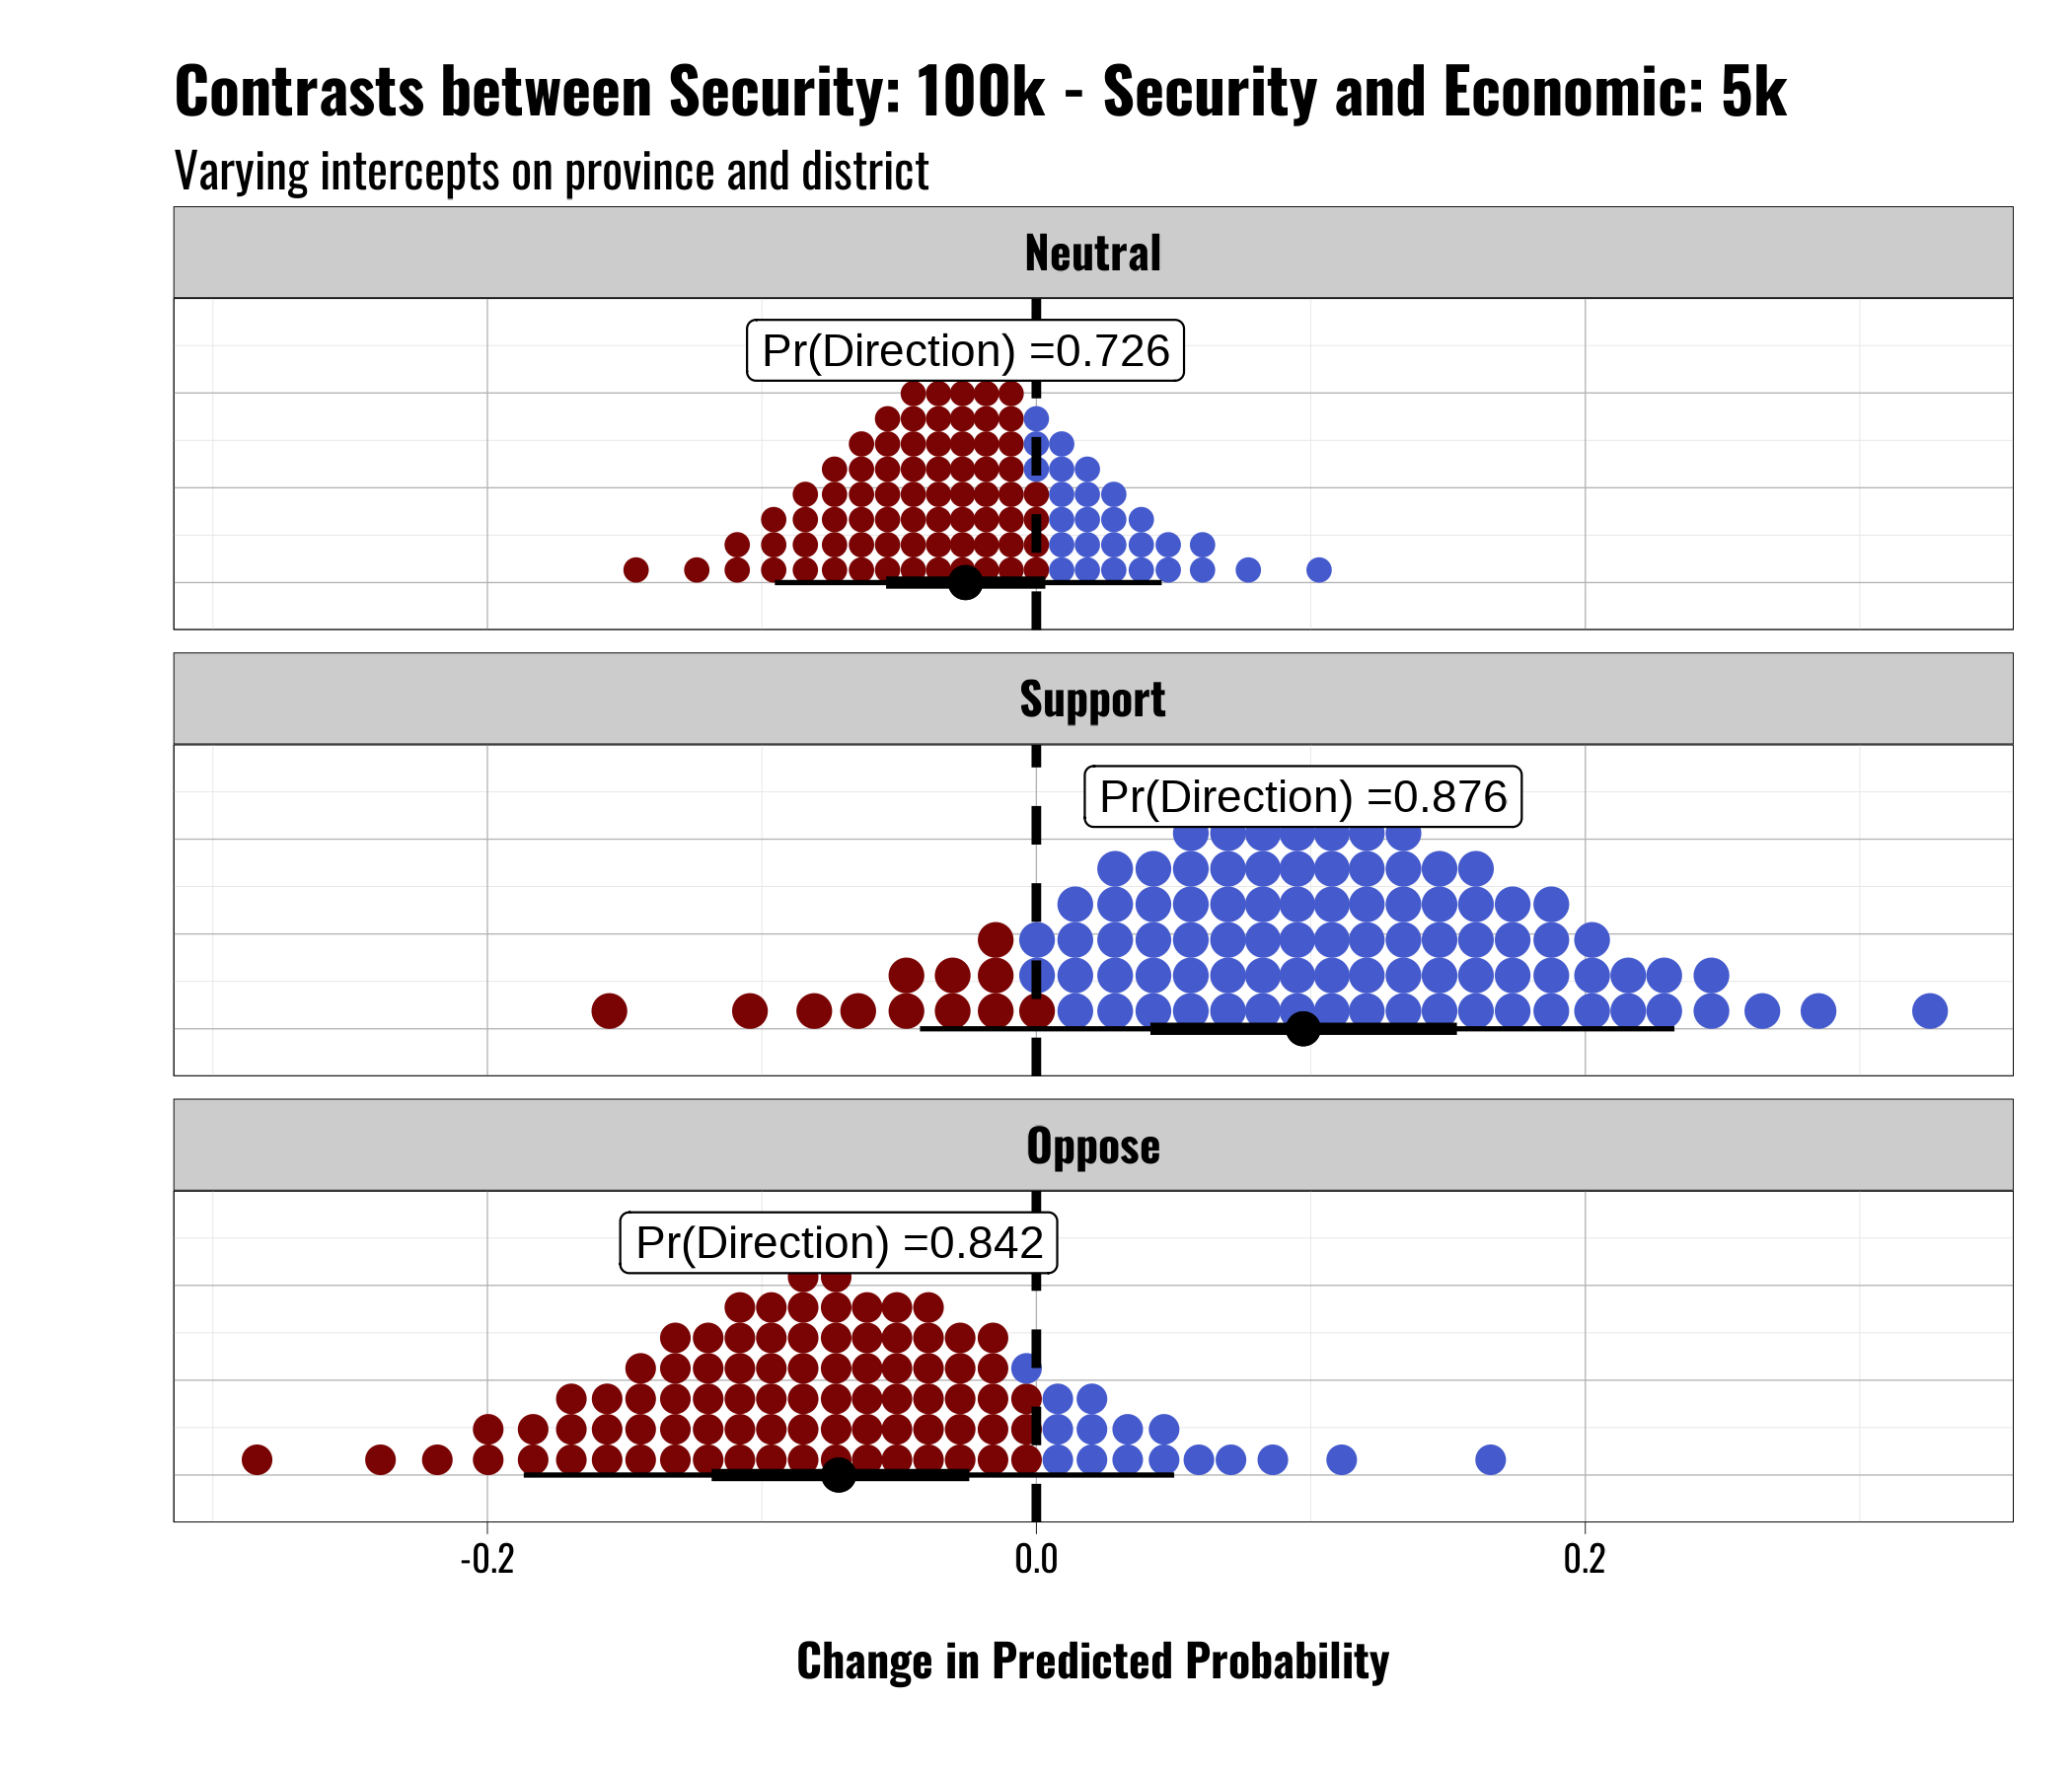 Contrasts between Security: 100k - Security and Economic: 5k
Varying intercepts on province and district
Neutral
Pr(Direction) =0.726
Support
Pr(Direction) =0.876
Oppose
Pr(Direction) =0.842
-0.2 0.0 0.2
Change in Predicted Probability